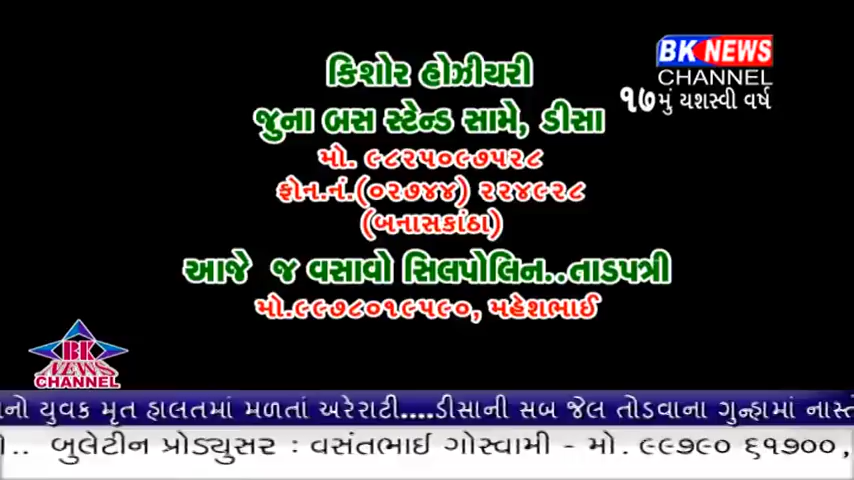 કિશોર હોઝીયરી
જુના બસ સ્ટેન્ડ સામે, ડીસા
મો. ૯૮૨૫૦૯૭૫૨૮
ફોન.નં.(૦૨૭૪૪) ૨૨૪૯૨૮
(બનાસકાંઠા)
આજે જ વસાવો સિલપોલિન..તાડપત્રી
મો.૯૯૭૮૦૧૯૫૯૦, મહેશભાઈ
BK NEWS
CHANNEL
૧૭મું યશસ્વી વર્ષ
BK
NEWS
CHANNEL
નો યુવક મૃત હાલતમાં મળતાં અરેરાટી....ડીસાની સબ જેલ તોડવાના ગુન્હામાં નાસ્ત
.. બુલેટીન પ્રોડ્યુસર : વસંતભાઈ ગોસ્વામી - મો. ૯૯૭૯૦ ૬૧૭૦૦,